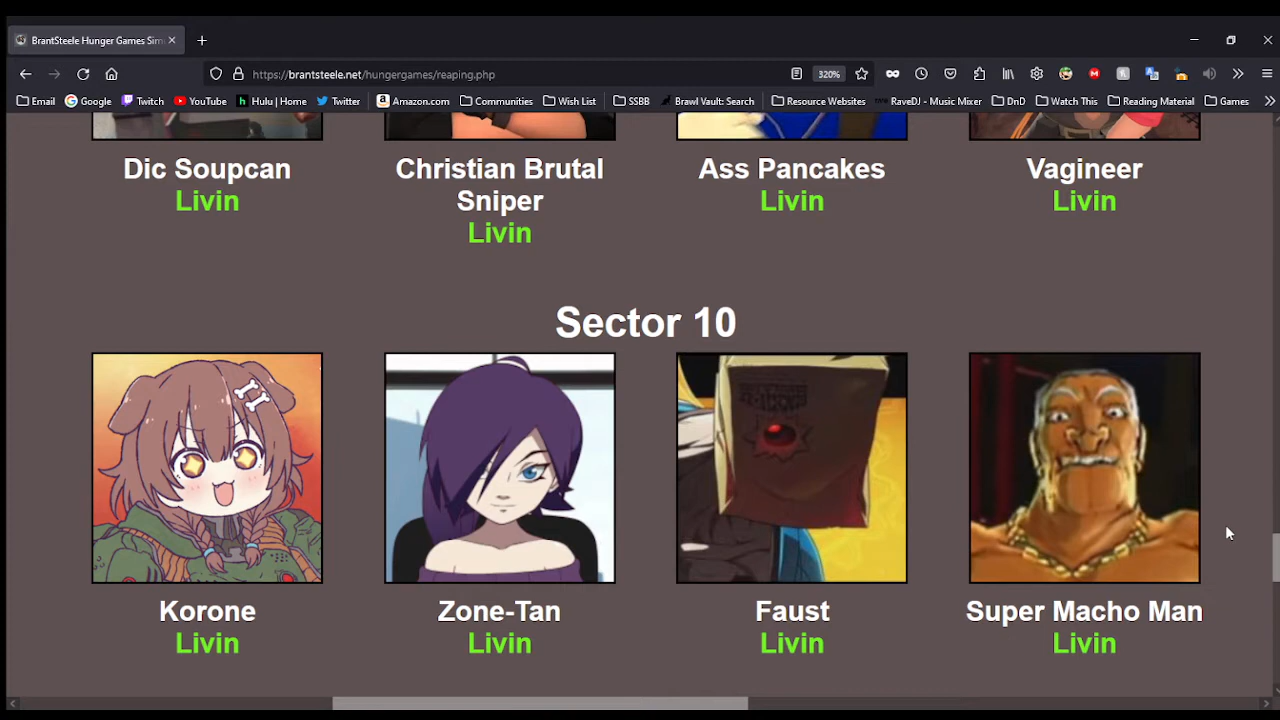 BrantSteele Hunger Games Sim
https://brantsteele.net/hungergames/reaping.php
320%
Email
Google
Twitch
YouTube
Hulu | Home
Twitter
Amazon.com
Communities
Wish List
SSBB
Brawl Vault: Search
Resource Websites
RaveDJ - Music Mixer
DnD
Watch This
Reading Material
Games
Dic Soupcan
Livin
Christian Brutal
Sniper
Livin
Ass Pancakes
Livin
Vagineer
Livin
Sector 10
Korone
Livin
Zone-Tan
Livin
Faust
Livin
Super Macho Man
Livin